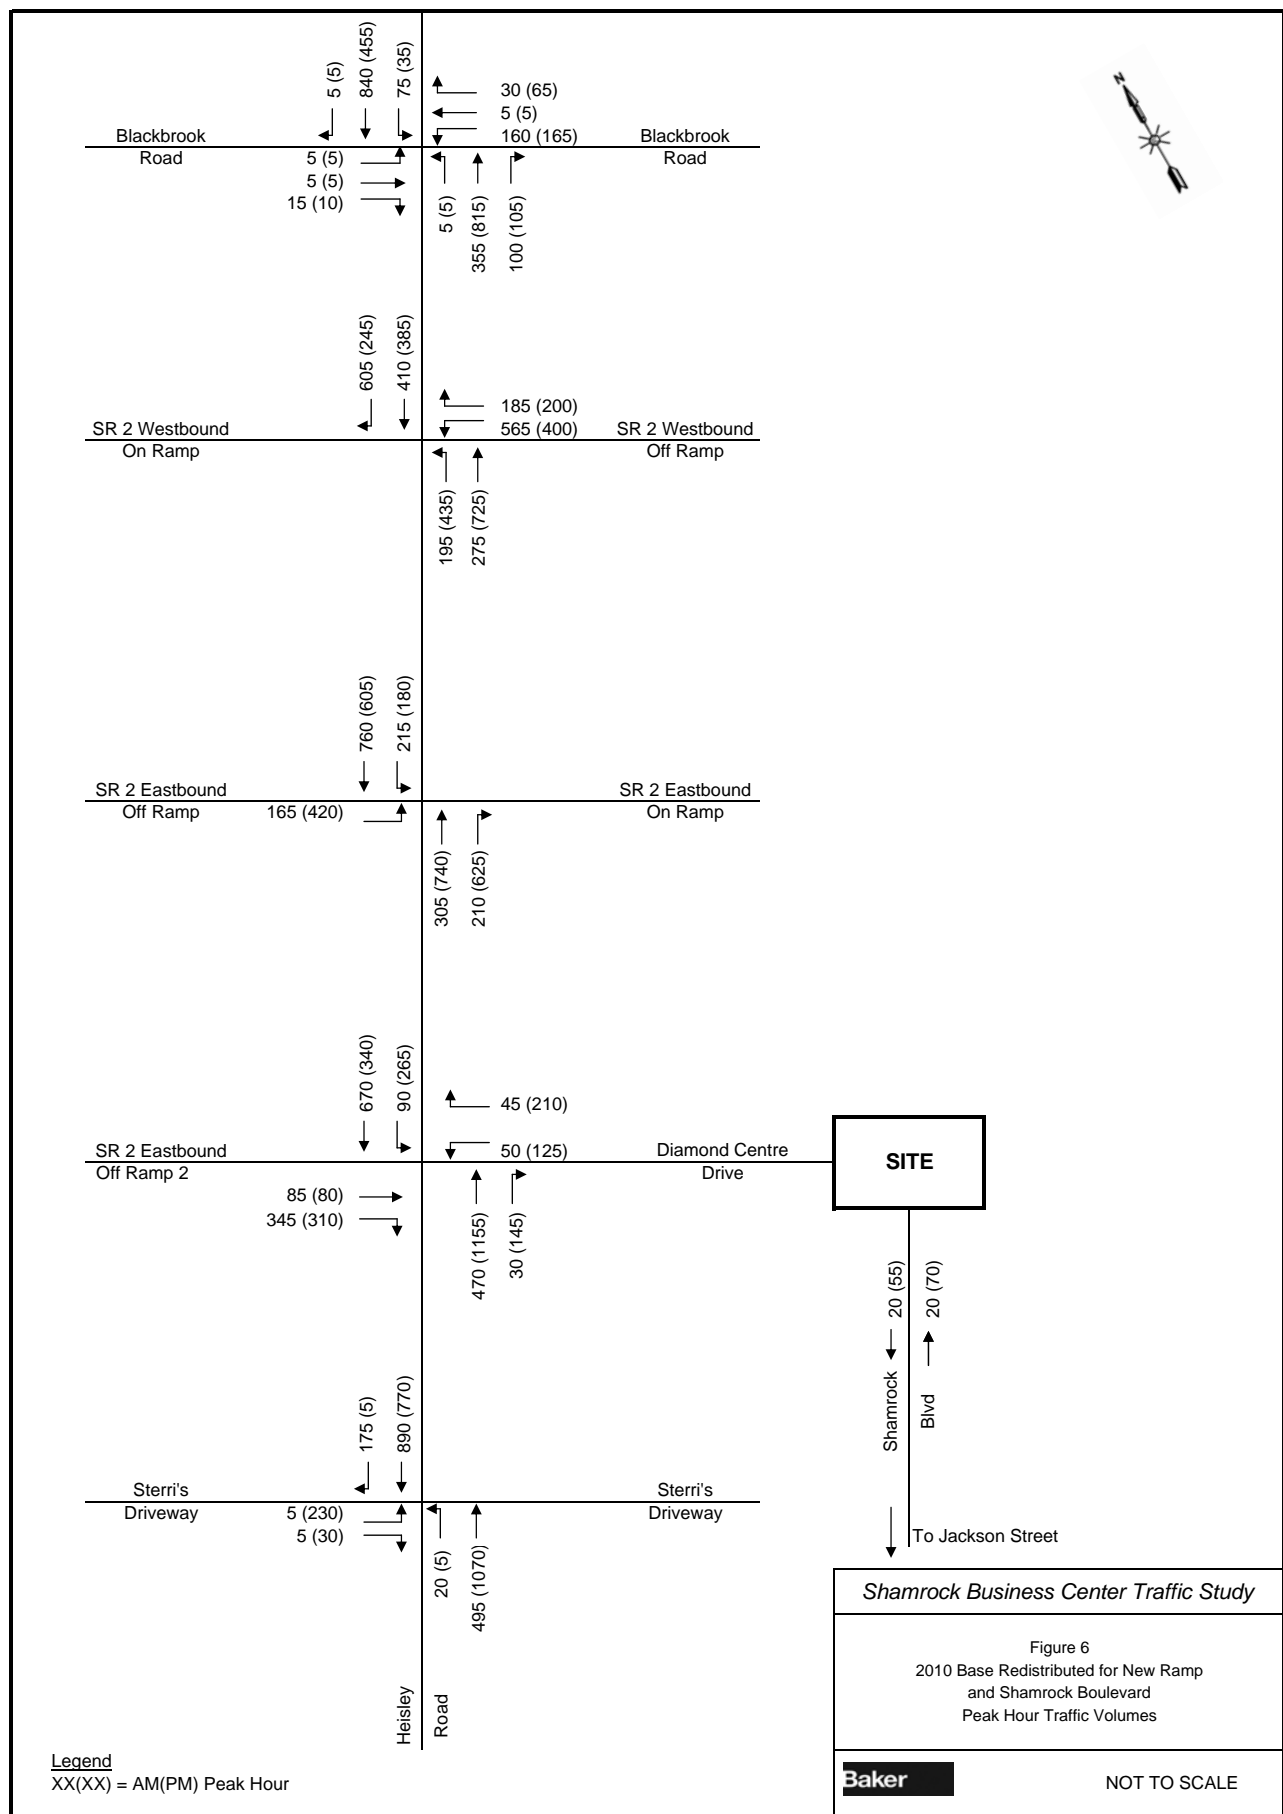 5 (5)
840 (455)
75 (35)
30 (65)
5 (5)
160 (165)
Blackbrook
Road
Blackbrook
Road
5 (5)
5 (5)
15 (10)
5 (5)
355 (815)
100 (105)
N
605 (245)
410 (385)
185 (200)
565 (400)
SR 2 Westbound
On Ramp
SR 2 Westbound
Off Ramp
195 (435)
275 (725)
760 (605)
215 (180)
SR 2 Eastbound
Off Ramp
165 (420)
SR 2 Eastbound
On Ramp
305 (740)
210 (625)
670 (340)
90 (265)
45 (210)
50 (125)
SR 2 Eastbound
Off Ramp 2
Diamond Centre
Drive
SITE
85 (80)
345 (310)
470 (1155)
30 (145)
20 (55)
20 (70)
Shamrock
Blvd
To Jackson Street
175 (5)
890 (770)
Sterri's
Driveway
5 (230)
5 (30)
Sterri's
Driveway
20 (5)
495 (1070)
Heisley
Road
Legend
XX(XX) = AM(PM) Peak Hour
Shamrock Business Center Traffic Study
Figure 6
2010 Base Redistributed for New Ramp
and Shamrock Boulevard
Peak Hour Traffic Volumes
Baker
NOT TO SCALE